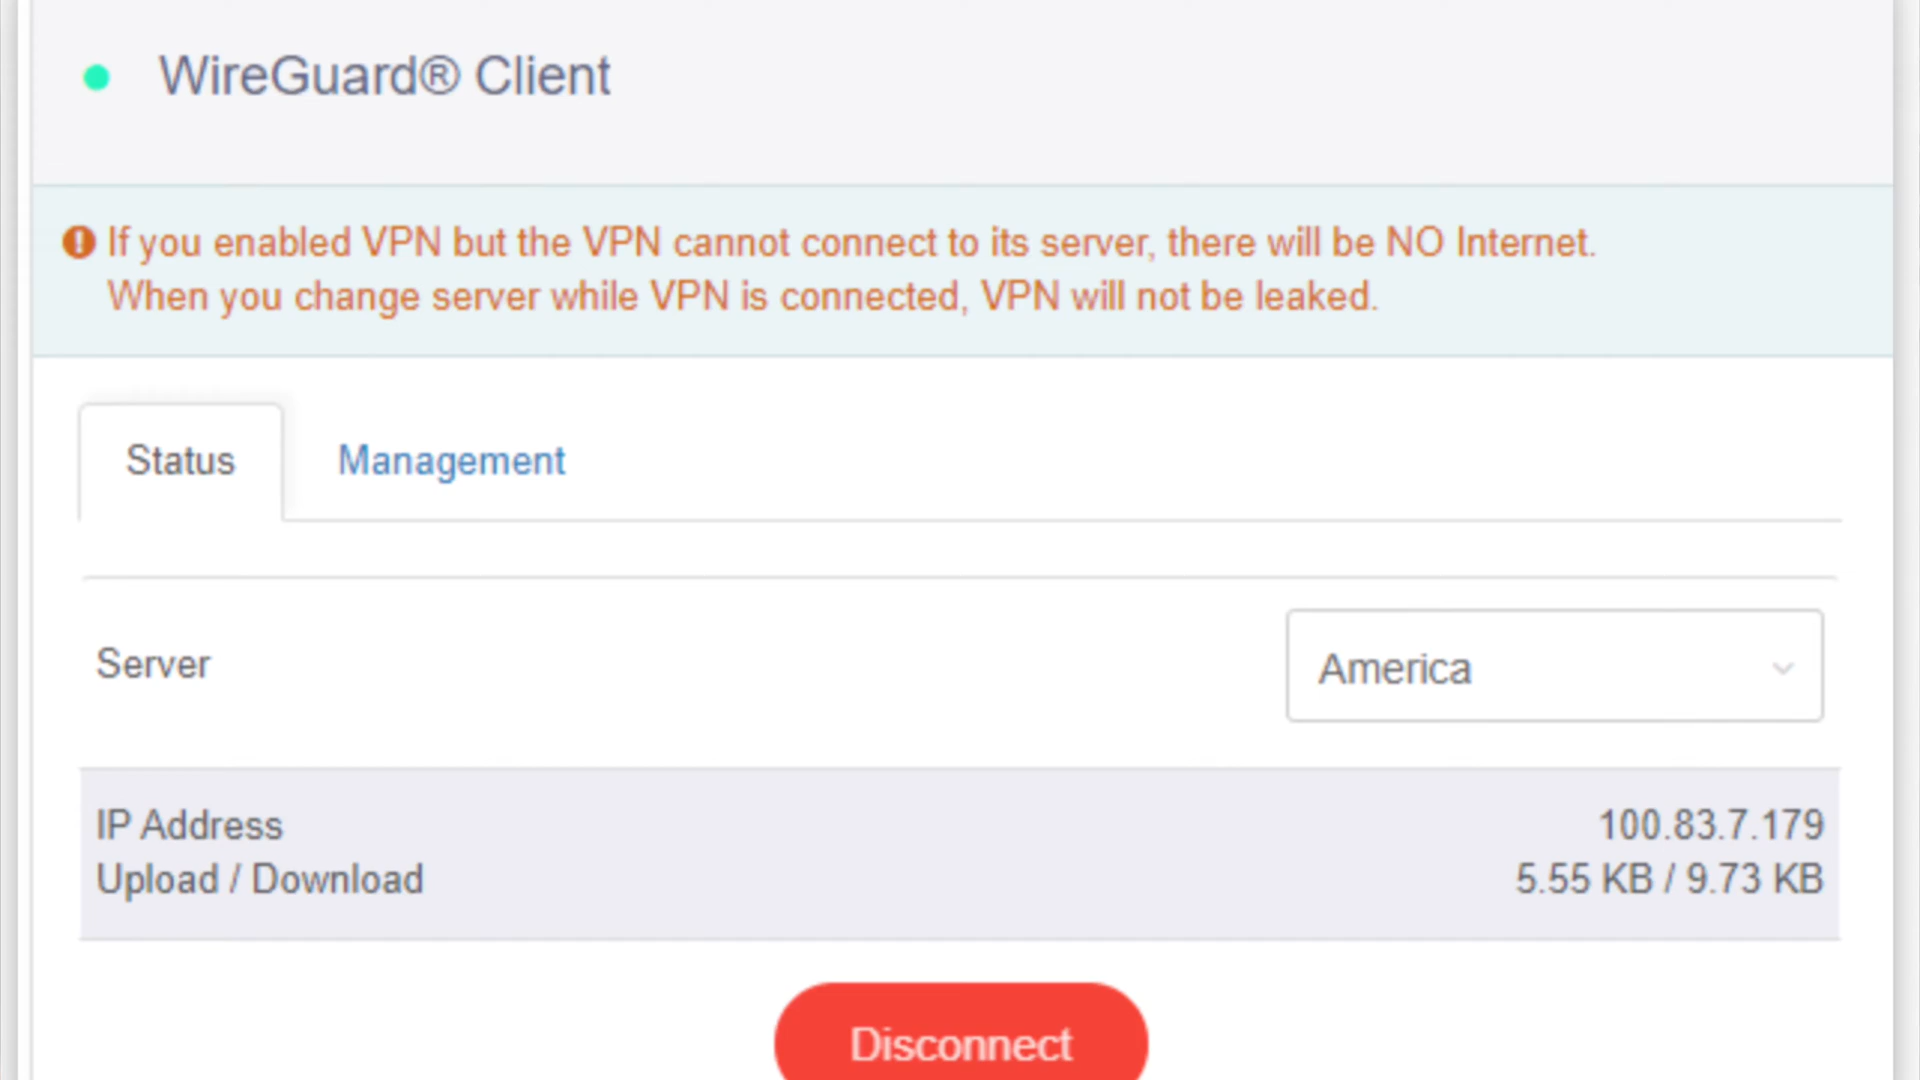 WireGuard® Client
If you enabled VPN but the VPN cannot connect to its server, there will be NO Internet.
When you change server while VPN is connected, VPN will not be leaked.
Status Management
Server America
IP Address 100.83.7.179
Upload / Download 5.55 KB / 9.73 KB
Disconnect